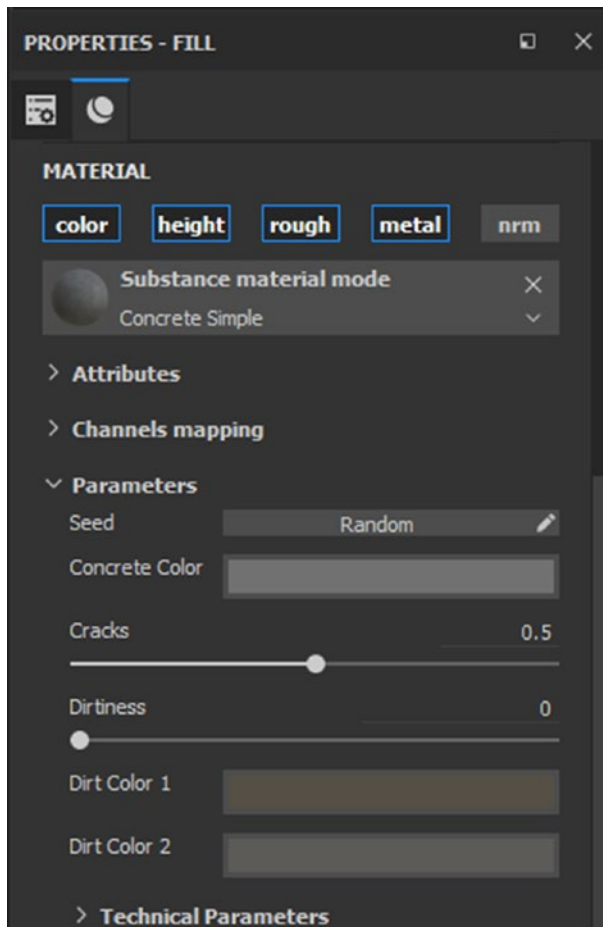 PROPERTIES - FILL
MATERIAL
color height rough metal nrm
Substance material mode
Concrete Simple
Attributes
Channels mapping
Parameters
Seed Random
Concrete Color
Cracks 0.5
Dirtiness 0
Dirt Color 1
Dirt Color 2
Technical Parameters